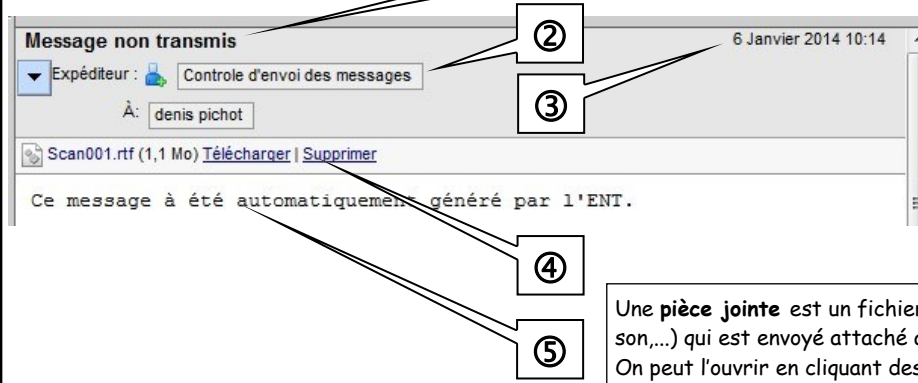 ②
Message non transmis
6 Janvier 2014 10:14
Expéditeur : Controle d'envoi des messages
③
À: denis pichot
Scan001.rtf (1,1 Mo) Télécharger | Supprimer
Ce message à été automatiquement généré par l'ENT.
④
⑤
Une pièce jointe est un fichier
son,...) qui est envoyé attaché
On peut l'ouvrir en cliquant